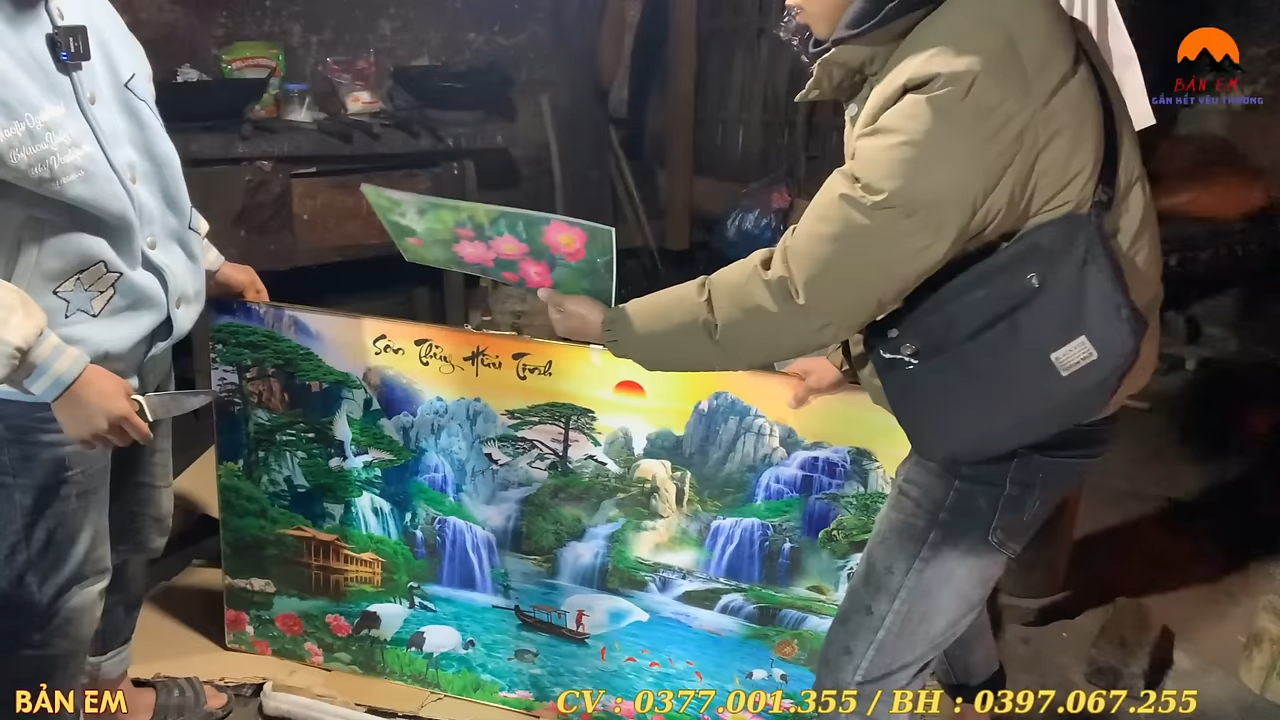 BẢN EM
GẮN KẾT YÊU THƯƠNG
Sơn Thủy Hữu Tình
BẢN EM
CV : 0377.001.355 / BH : 0397.067.255